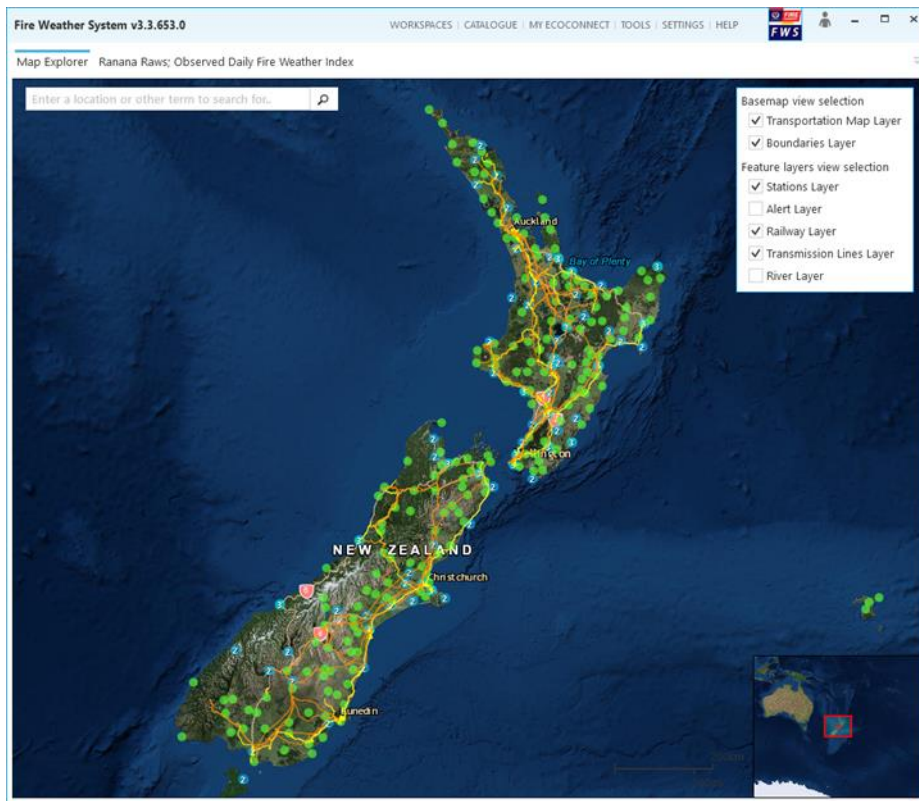 Fire Weather System v3.3.653.0
WORKSPACES | CATALOGUE | MY ECOCONNECT | TOOLS | SETTINGS | HELP
FIRE
FWS
Map Explorer Ranana Raws; Observed Daily Fire Weather Index
Enter a location or other term to search for..
Basemap view selection
Transportation Map Layer
Boundaries Layer
Feature layers view selection
Stations Layer
Alert Layer
Railway Layer
Transmission Lines Layer
River Layer
Auckland
Bay of Plenty
Wellington
NEW ZEALAND
Christchurch
Dunedin